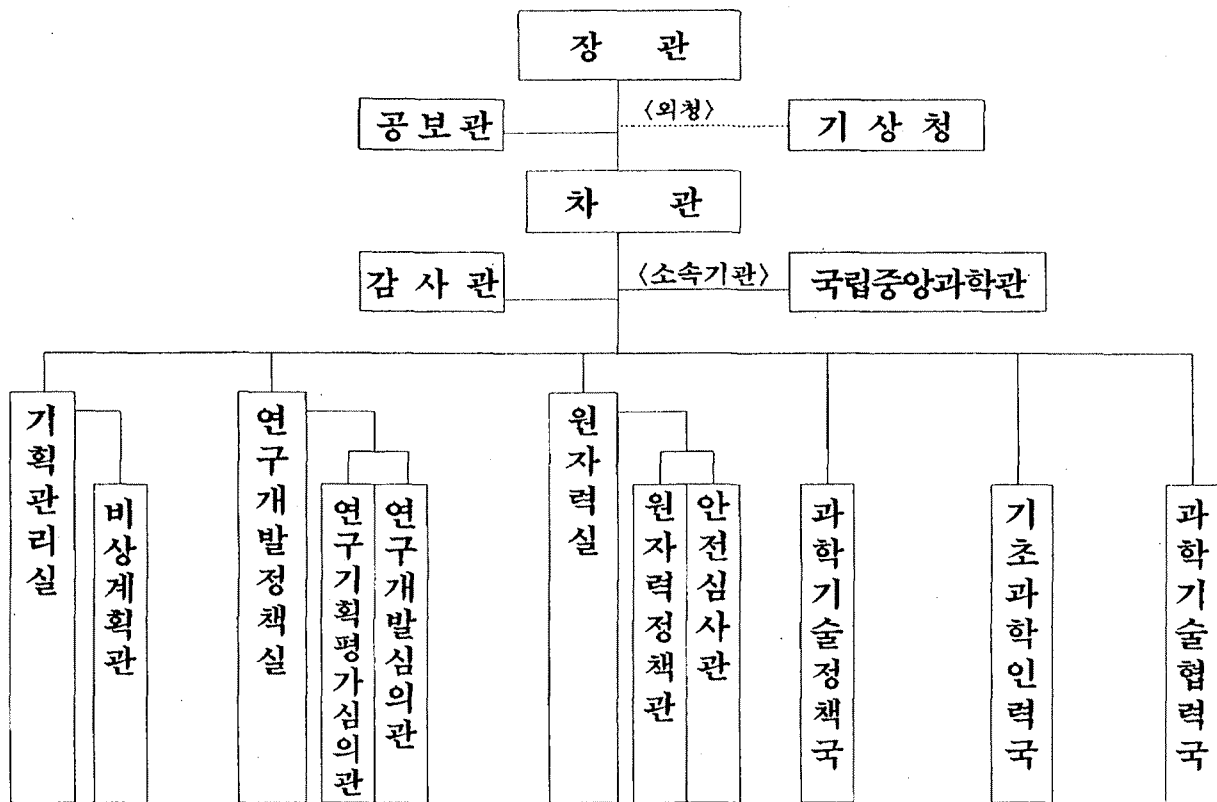 장 관
공보관
〈외청〉
기 상 청
차 관
감 사 관
〈소속기관〉
국립중앙과학관
기획관리실
비상계획관
연구개발정책실
연구기획평가심의관
연구개발심의관
원자력실
원자력정책관
안전심사관
과학기술정책국
기초과학인력국
과학기술협력국